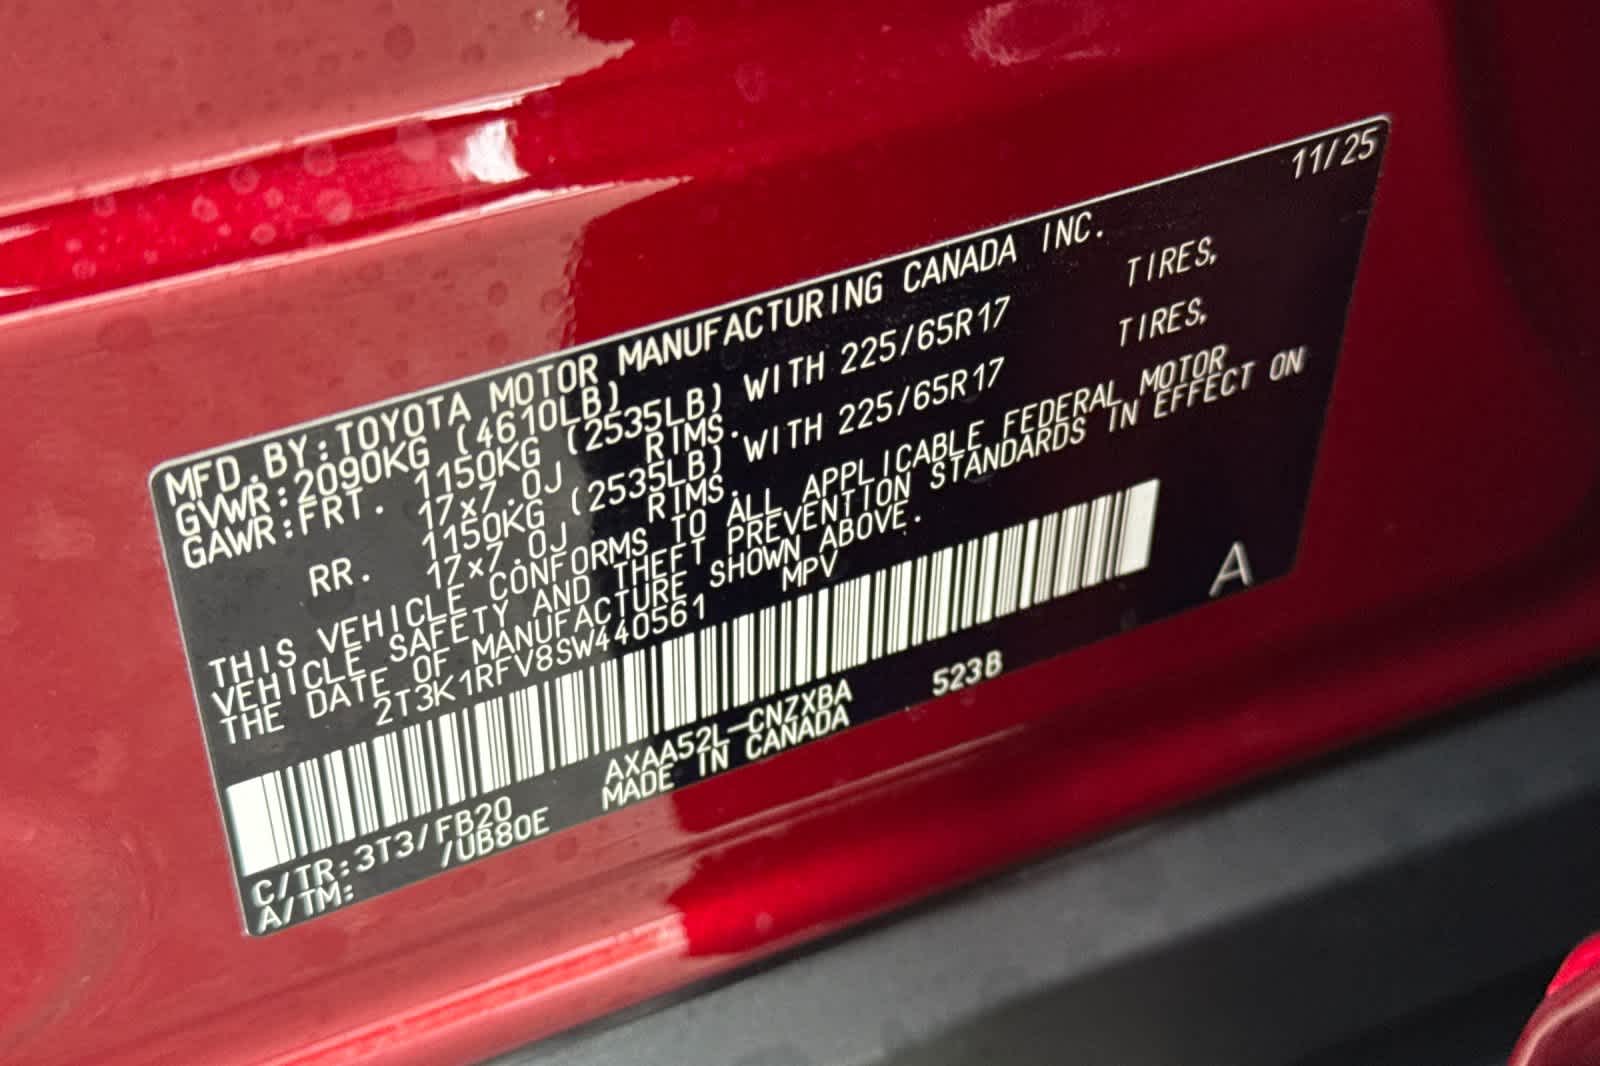 11/25
MFD.BY:TOYOTA MOTOR MANUFACTURING CANADA INC.
GVWR:2090KG (4610LB)
GAWR:FRT. 1150KG (2535LB) WITH 225/65R17 TIRES,
17x7.0J RIMS.
RR. 1150KG (2535LB) WITH 225/65R17 TIRES,
17x7.0J RIMS.
THIS VEHICLE CONFORMS TO ALL APPLICABLE FEDERAL MOTOR
VEHICLE SAFETY AND THEFT PREVENTION STANDARDS IN EFFECT ON
THE DATE OF MANUFACTURE SHOWN ABOVE.
2T3K1RFV8SW440561 MPV
A
C/TR:3T3/FB20 AXAA52L-CNZXBA 523B
A/TM: /UB80E MADE IN CANADA